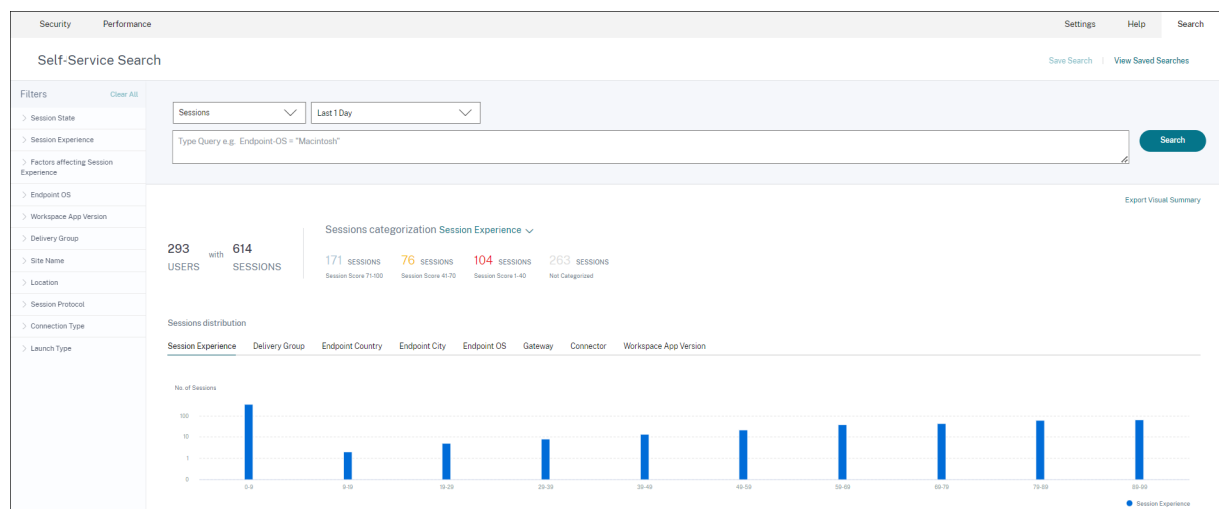 Security Performance Settings Help Search
Self-Service Search Save Search View Saved Searches
Filters Clear All
Session State
Session Experience
Factors affecting Session
Experience
Endpoint OS
Workspace App Version
Delivery Group
Site Name
Location
Session Protocol
Connection Type
Launch Type
Sessions Last 1 Day
Type Query e.g. Endpoint-OS = "Macintosh"
Search
Export Visual Summary
293 with 614
USERS SESSIONS
Sessions categorization Session Experience
171 SESSIONS 76 SESSIONS 104 SESSIONS 263 SESSIONS
Session Score 71-100 Session Score 41-70 Session Score 1-40 Not Categorized
Sessions distribution
Session Experience Delivery Group Endpoint Country Endpoint City Endpoint OS Gateway Connector Workspace App Version
No. of Sessions
100
10
1
0
0-9 9-19 19-29 29-39 39-49 49-59 59-69 69-79 79-89 89-99
Session Experience